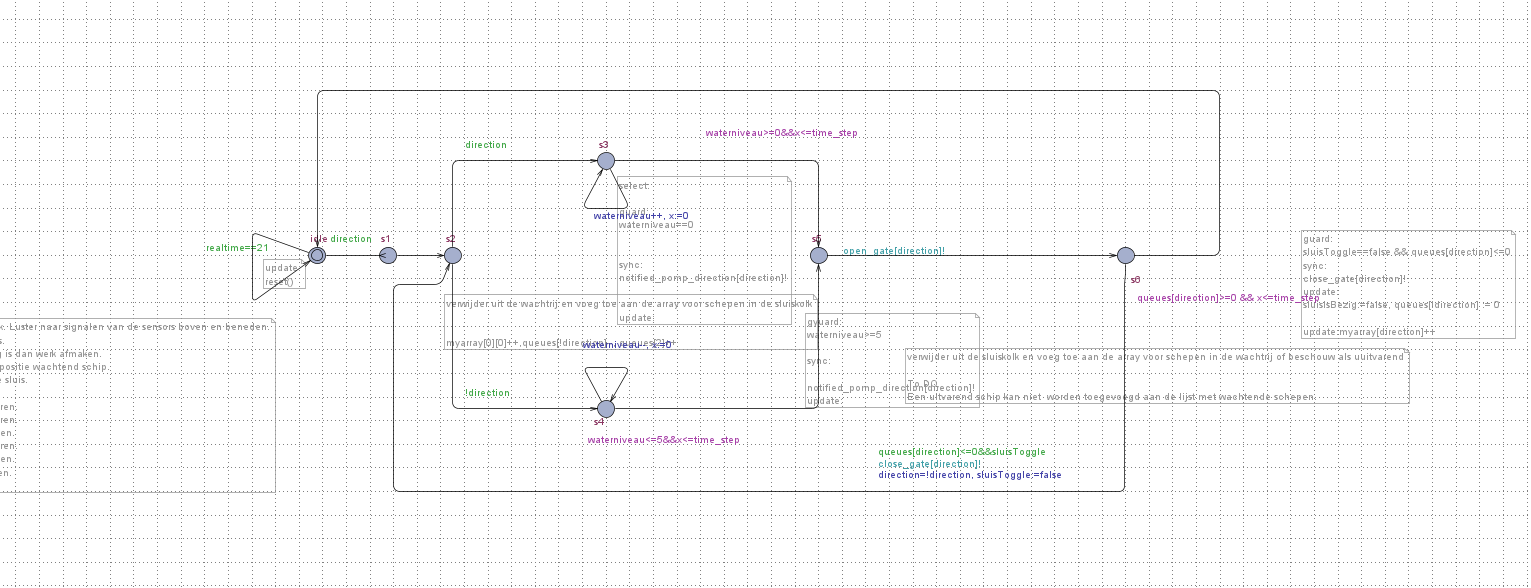 waterniveau>=0&&x<=time_step
direction
s3
select:
guard:
waterniveau++, x:=0
waterniveau==0
sync:
notified_pomp_direction[direction]!
update:
realtime==21
idle
direction
s1
s2
s5
open_gate[direction]!
s6
update:
reset()
queues[direction]>=0 && x<=time_step
guard:
sluisToggle==false && queues[direction]<=0
sync:
close_gate[direction]!
update:
sluisIsBezig:=false, queues[!direction] := 0
update:myarray[direction]++
verwijder uit de wachtrij en voeg toe aan de array voor schepen in de sluiskolk
myarray[0][0]++,queues[!direction]
waterniveau--, x:=0
gyuard:
waterniveau>=5
sync:
notified_pomp_direction[direction]!
update:
verwijder uit de sluiskolk en voeg toe aan de array voor schepen in de wachtrij of beschouw als uitvarend
To DO
Een uitvarend schip kan niet worden toegevoegd aan de lijst met wachtende schepen.
k. Luster naar signalen van de sensors boven en beneden.
s.
g is dan werk afmaken.
positie wachtend schip.
e sluis.
ren.
ren.
en.
ren.
en.
n.
!direction
s4
waterniveau<=5&&x<=time_step
queues[direction]<=0&&sluisToggle
close_gate[direction]!
direction=!direction, sluisToggle:=false